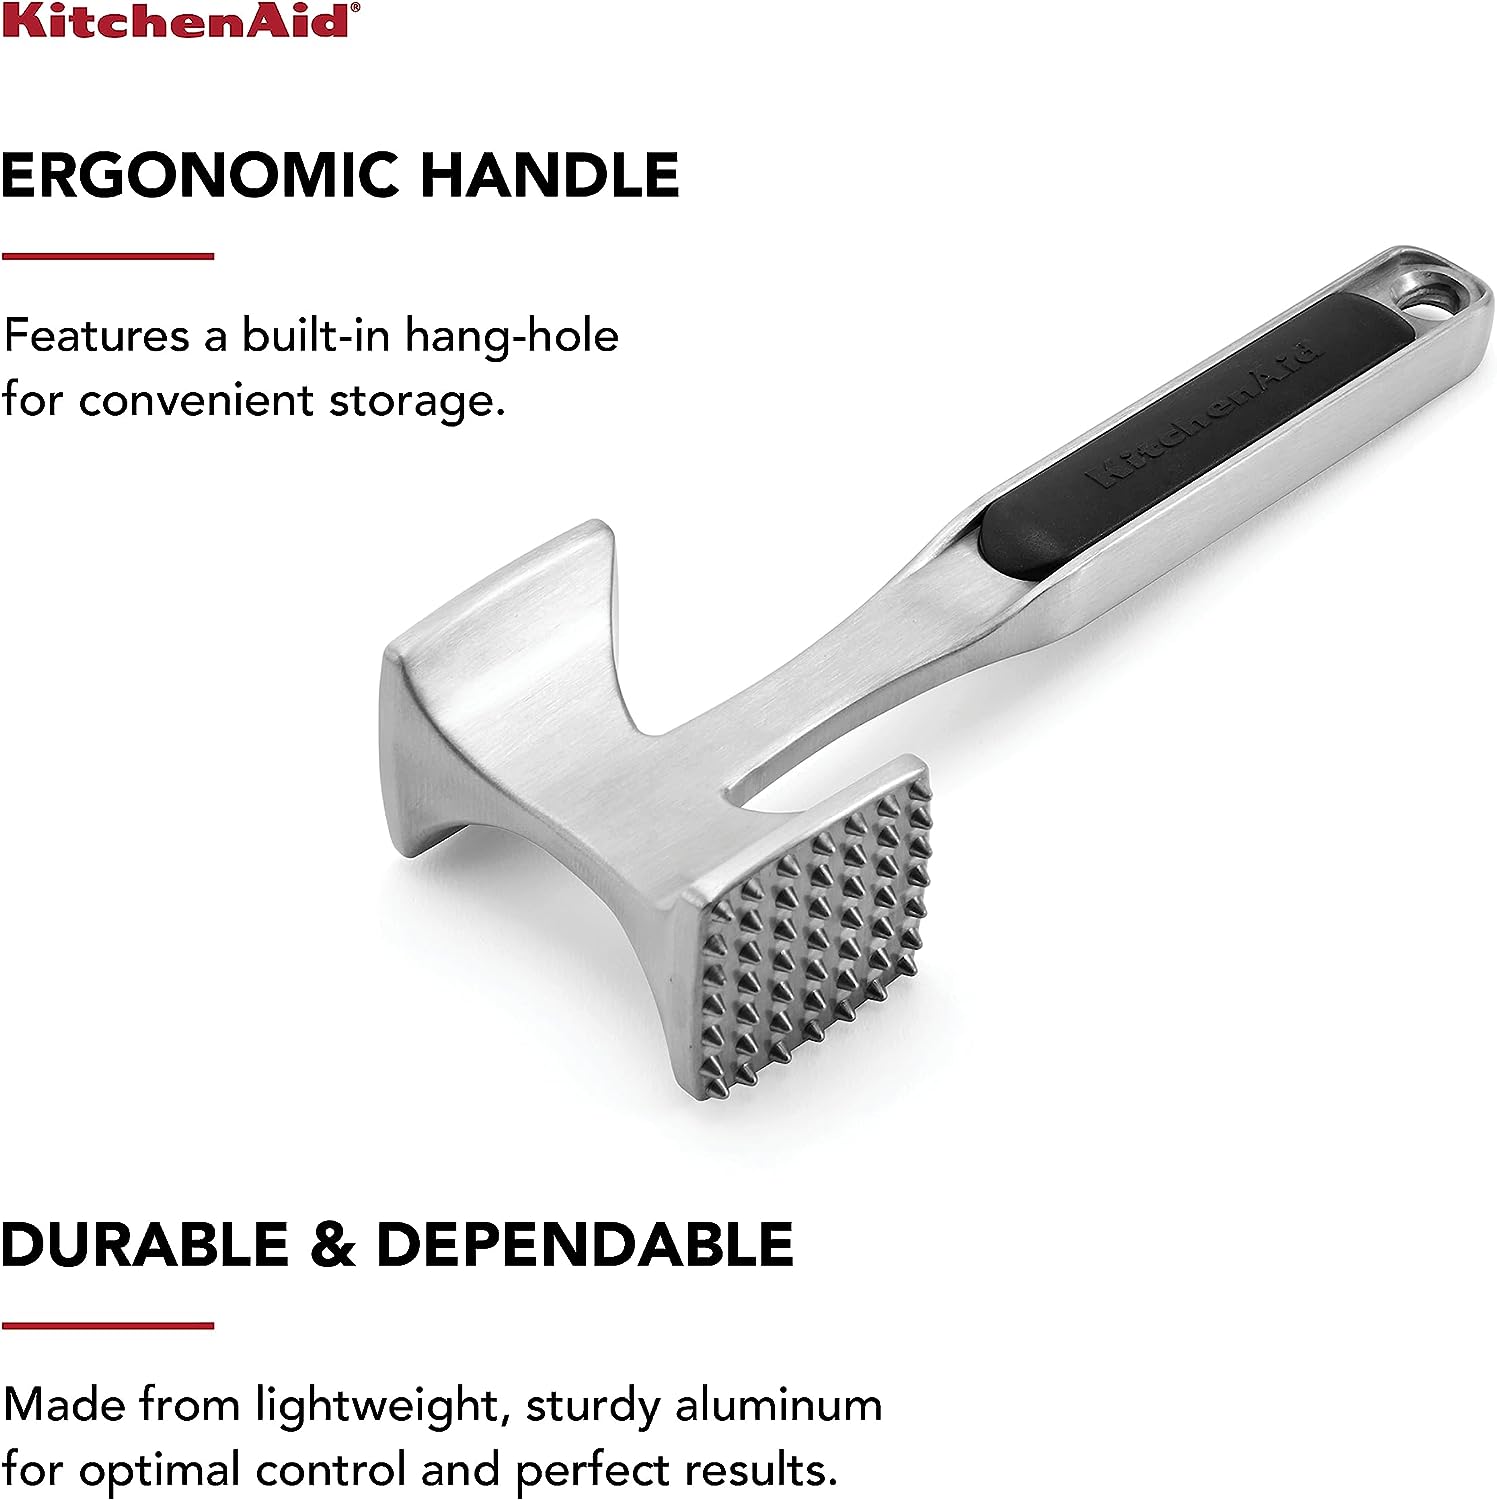 KitchenAid®
ERGONOMIC HANDLE
Features a built-in hang-hole
for convenient storage.
KitchenAid
DURABLE & DEPENDABLE
Made from lightweight, sturdy aluminum
for optimal control and perfect results.